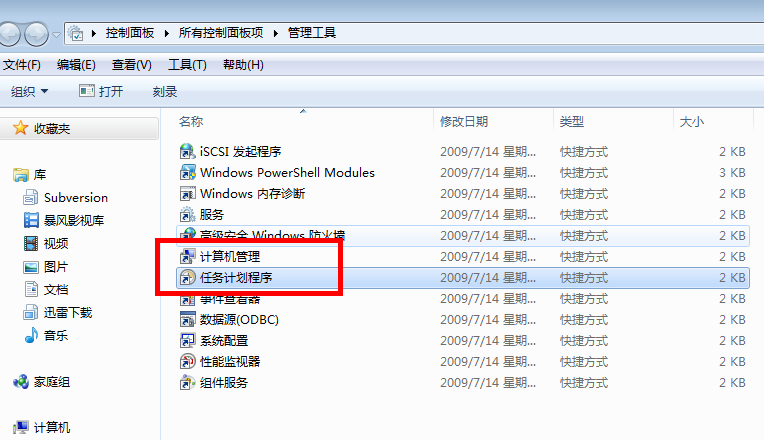 控制面板 所有控制面板项 管理工具
文件(F) 编辑(E) 查看(V) 工具(T) 帮助(H)
组织 打开 刻录
收藏夹
库
Subversion
暴风影视库
视频
图片
文档
迅雷下载
音乐
家庭组
计算机
名称 修改日期 类型 大小
iSCSI 发起程序 2009/7/14 星期... 快捷方式 2 KB
Windows PowerShell Modules 2009/7/14 星期... 快捷方式 3 KB
Windows 内存诊断 2009/7/14 星期... 快捷方式 2 KB
服务 2009/7/14 星期... 快捷方式 2 KB
高级安全 Windows 防火墙 2009/7/14 星期... 快捷方式 2 KB
计算机管理 2009/7/14 星期... 快捷方式 2 KB
任务计划程序 2009/7/14 星期... 快捷方式 2 KB
事件查看器 2009/7/14 星期... 快捷方式 2 KB
数据源(ODBC) 2009/7/14 星期... 快捷方式 2 KB
系统配置 2009/7/14 星期... 快捷方式 2 KB
性能监视器 2009/7/14 星期... 快捷方式 2 KB
组件服务 2009/7/14 星期... 快捷方式 2 KB